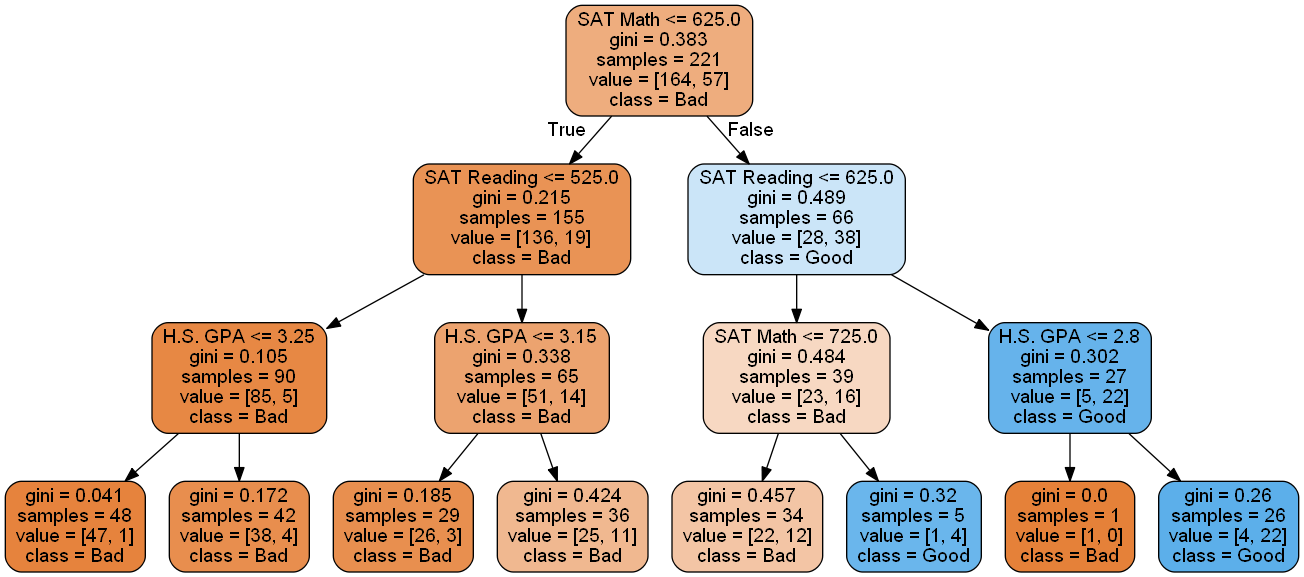 SAT Math <= 625.0
gini = 0.383
samples = 221
value = [164, 57]
class = Bad
True
False
SAT Reading <= 525.0
gini = 0.215
samples = 155
value = [136, 19]
class = Bad
SAT Reading <= 625.0
gini = 0.489
samples = 66
value = [28, 38]
class = Good
H.S. GPA <= 3.25
gini = 0.105
samples = 90
value = [85, 5]
class = Bad
H.S. GPA <= 3.15
gini = 0.338
samples = 65
value = [51, 14]
class = Bad
SAT Math <= 725.0
gini = 0.484
samples = 39
value = [23, 16]
class = Bad
H.S. GPA <= 2.8
gini = 0.302
samples = 27
value = [5, 22]
class = Good
gini = 0.041
samples = 48
value = [47, 1]
class = Bad
gini = 0.172
samples = 42
value = [38, 4]
class = Bad
gini = 0.185
samples = 29
value = [26, 3]
class = Bad
gini = 0.424
samples = 36
value = [25, 11]
class = Bad
gini = 0.457
samples = 34
value = [22, 12]
class = Bad
gini = 0.32
samples = 5
value = [1, 4]
class = Good
gini = 0.0
samples = 1
value = [1, 0]
class = Bad
gini = 0.26
samples = 26
value = [4, 22]
class = Good